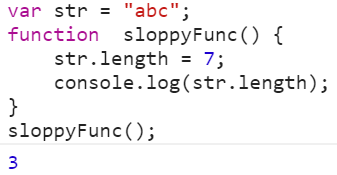 var str = "abc";
function  sloppyFunc() {
    str.length = 7;
    console.log(str.length);
}
sloppyFunc();
3